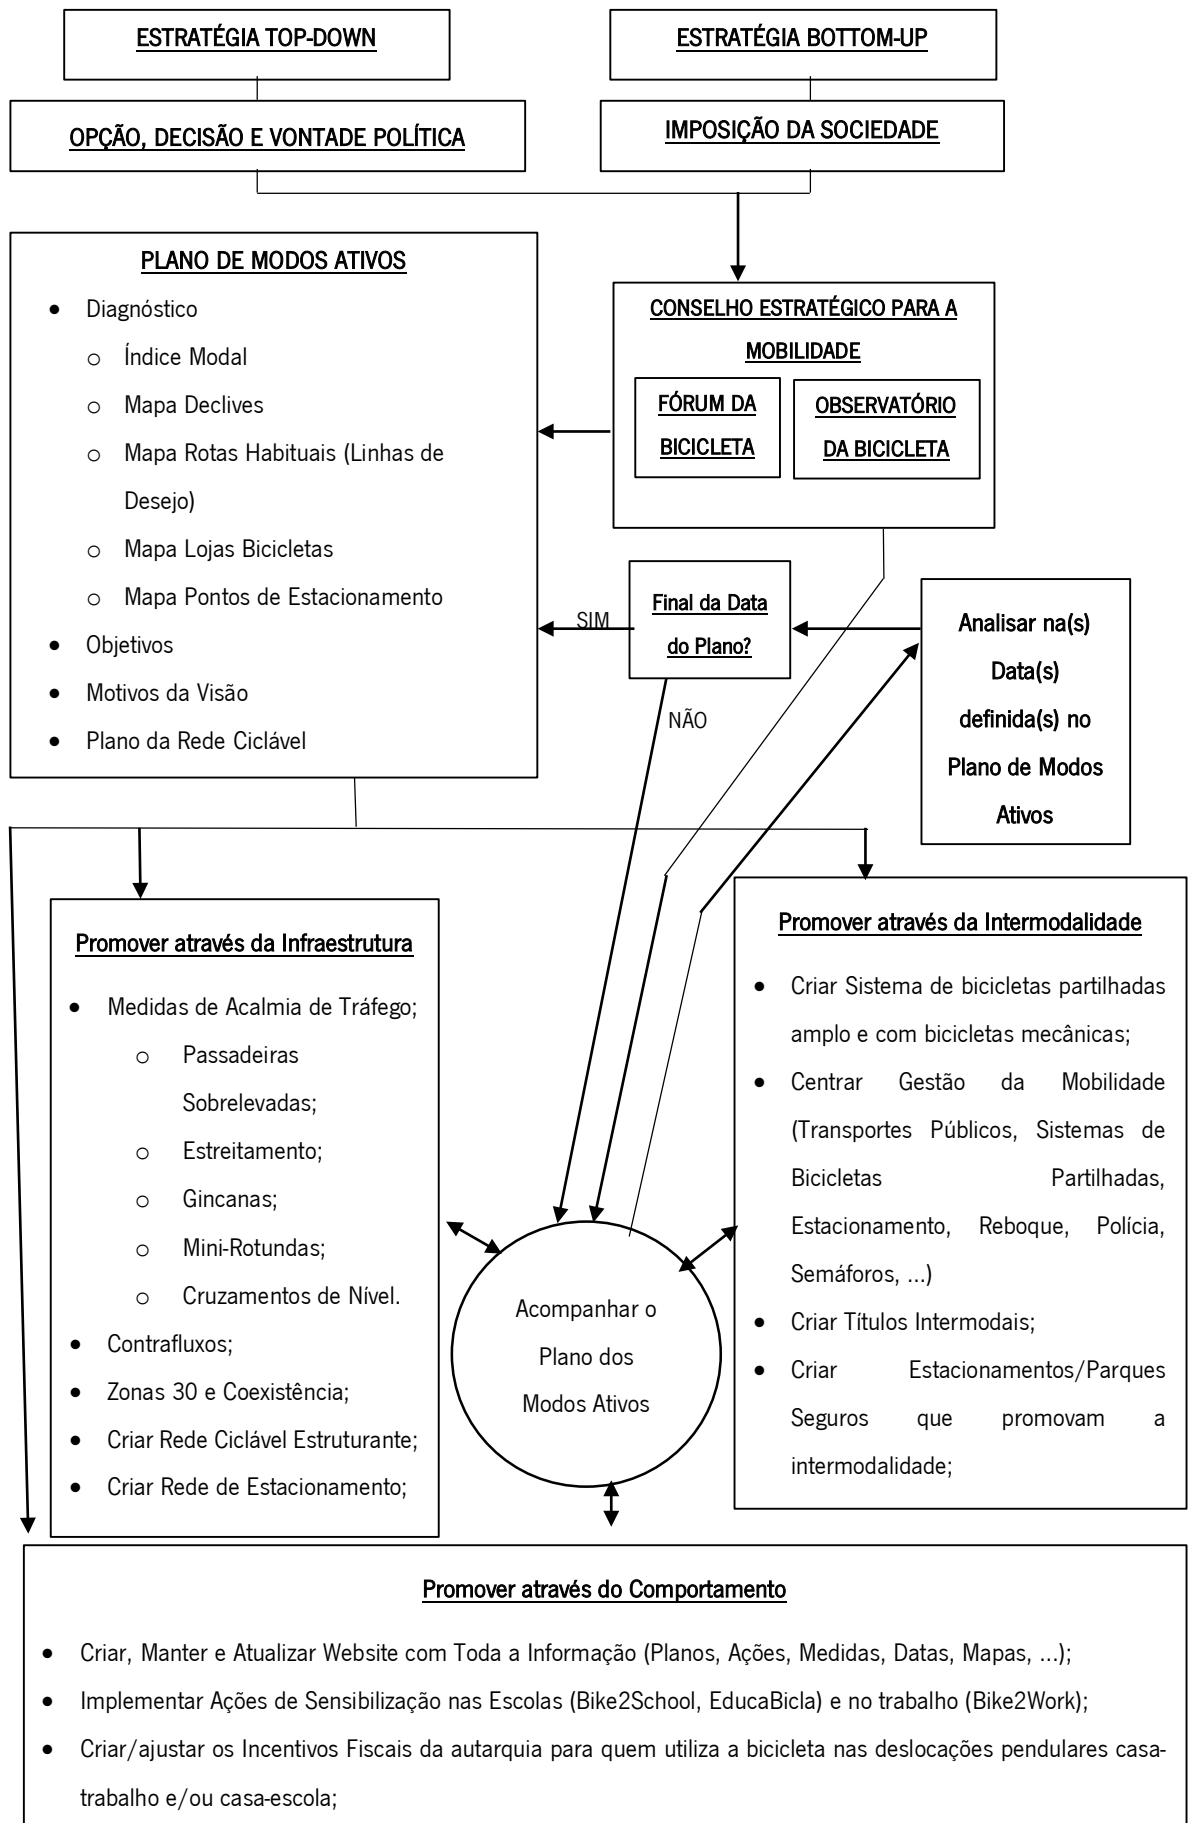 ESTRATÉGIA TOP-DOWN
ESTRATÉGIA BOTTOM-UP
OPÇÃO, DECISÃO E VONTADE POLÍTICA
IMPOSIÇÃO DA SOCIEDADE
PLANO DE MODOS ATIVOS
• Diagnóstico
o Índice Modal
o Mapa Declives
o Mapa Rotas Habituais (Linhas de
Desejo)
o Mapa Lojas Bicicletas
o Mapa Pontos de Estacionamento
• Objetivos
• Motivos da Visão
• Plano da Rede Ciclável
CONSELHO ESTRATÉGICO PARA A
MOBILIDADE
FÓRUM DA
BICICLETA
OBSERVATÓRIO
DA BICICLETA
SIM
Final da Data
do Plano?
NÃO
Analisar na(s)
Data(s)
definida(s) no
Plano de Modos
Ativos
Promover através da Infraestrutura
• Medidas de Acalmia de Tráfego;
o Passadeiras
Sobrelevadas;
o Estreitamento;
o Gincanas;
o Mini-Rotundas;
o Cruzamentos de Nível.
• Contrafluxos;
• Zonas 30 e Coexistência;
• Criar Rede Ciclável Estruturante;
• Criar Rede de Estacionamento;
Acompanhar o
Plano dos
Modos Ativos
Promover através da Intermodalidade
• Criar Sistema de bicicletas partilhadas
amplo e com bicicletas mecânicas;
• Centrar Gestão da Mobilidade
(Transportes Públicos, Sistemas de
Bicicletas Partilhadas,
Estacionamento, Reboque, Polícia,
Semáforos, ...)
• Criar Títulos Intermodais;
• Criar Estacionamentos/Parques
Seguros que promovam a
intermodalidade;
Promover através do Comportamento
• Criar, Manter e Atualizar Website com Toda a Informação (Planos, Ações, Medidas, Datas, Mapas, ...);
• Implementar Ações de Sensibilização nas Escolas (Bike2School, EducaBicla) e no trabalho (Bike2Work);
• Criar/ajustar os Incentivos Fiscais da autarquia para quem utiliza a bicicleta nas deslocações pendulares casa-
trabalho e/ou casa-escola;